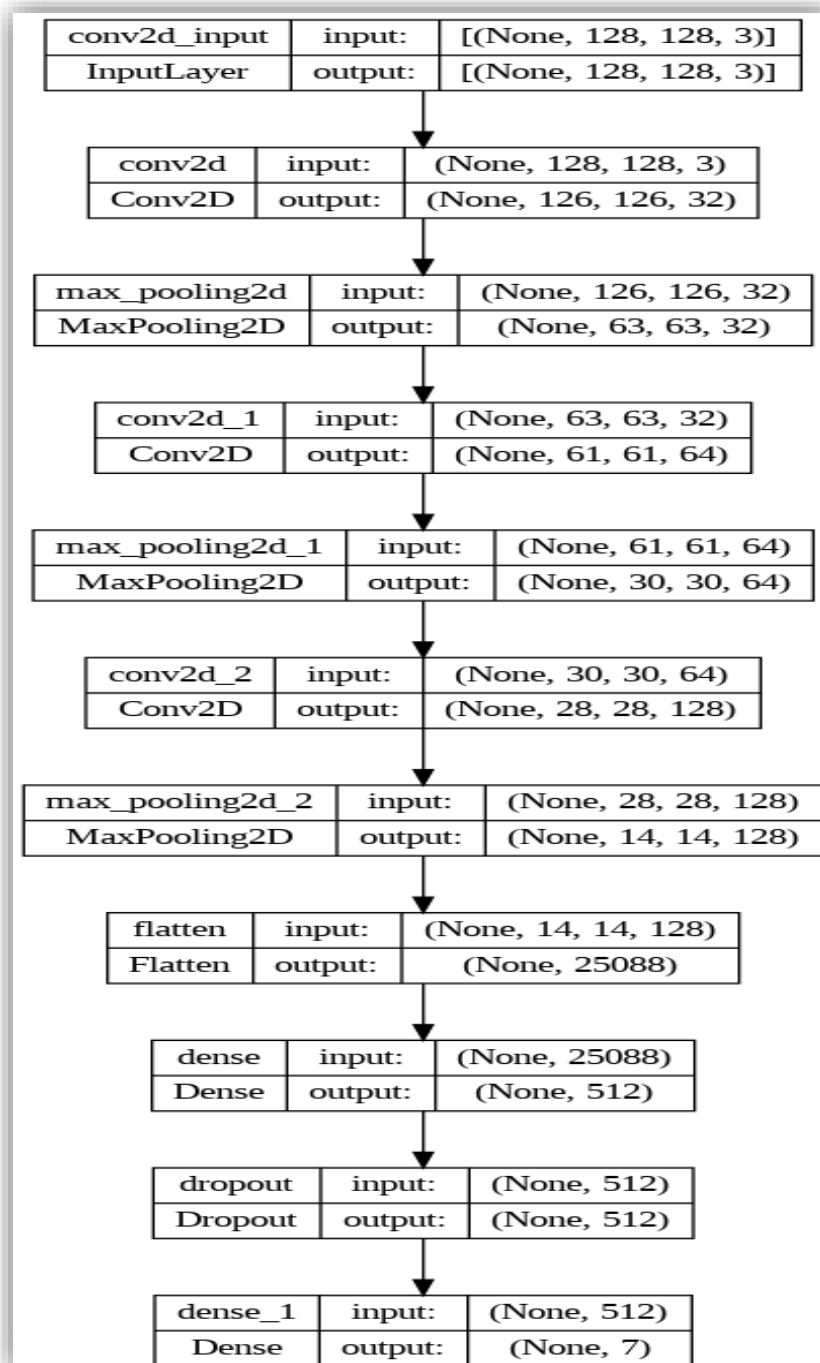 conv2d_input input: [(None, 128, 128, 3)]
InputLayer output: [(None, 128, 128, 3)]
conv2d input: (None, 128, 128, 3)
Conv2D output: (None, 126, 126, 32)
max_pooling2d input: (None, 126, 126, 32)
MaxPooling2D output: (None, 63, 63, 32)
conv2d_1 input: (None, 63, 63, 32)
Conv2D output: (None, 61, 61, 64)
max_pooling2d_1 input: (None, 61, 61, 64)
MaxPooling2D output: (None, 30, 30, 64)
conv2d_2 input: (None, 30, 30, 64)
Conv2D output: (None, 28, 28, 128)
max_pooling2d_2 input: (None, 28, 28, 128)
MaxPooling2D output: (None, 14, 14, 128)
flatten input: (None, 14, 14, 128)
Flatten output: (None, 25088)
dense input: (None, 25088)
Dense output: (None, 512)
dropout input: (None, 512)
Dropout output: (None, 512)
dense_1 input: (None, 512)
Dense output: (None, 7)